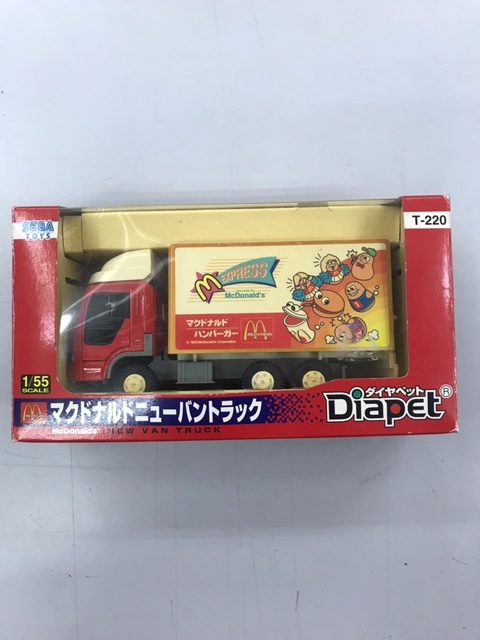 SEGA
TOYS
T-220
EXPRESS
McDonald's
マクドナルド
ハンバーガー
McDonald's
1/55
SCALE
マクドナルドニューバントラック
McDonald's NEW VAN TRUCK
ダイヤペット
Diapet®